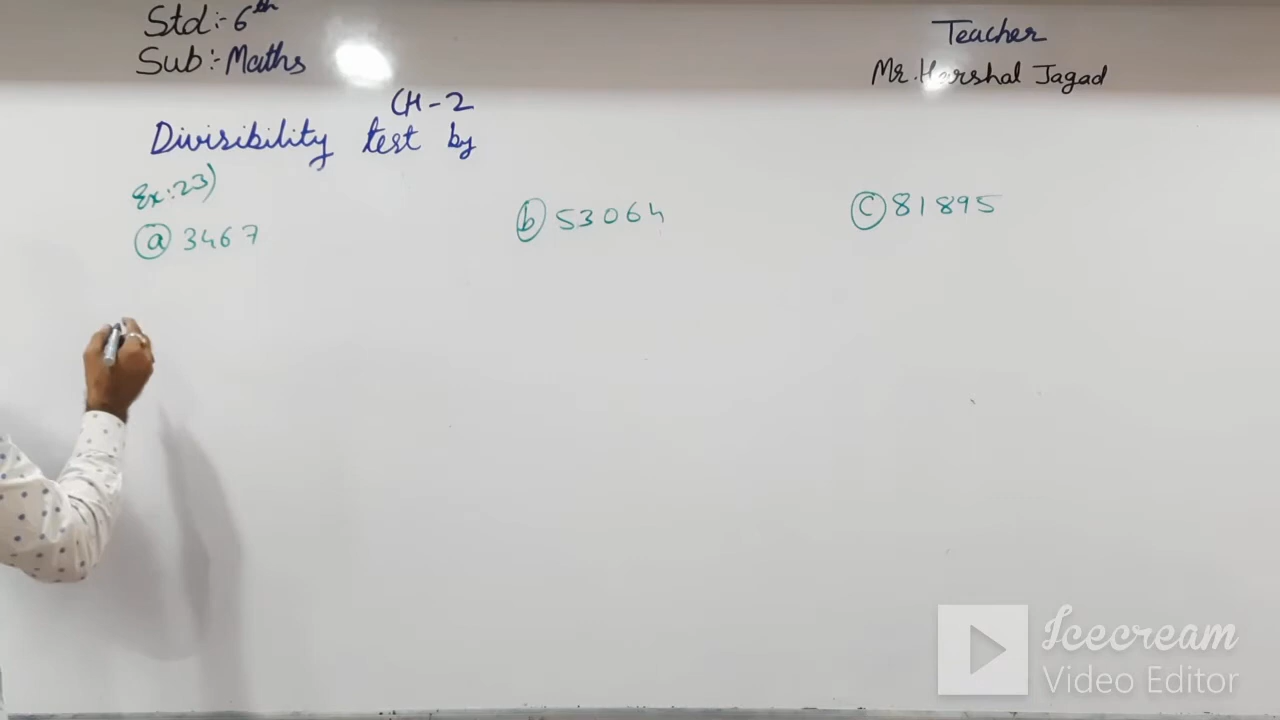 Std:- 6th
Sub:- Maths
Teacher
Mr. Harshal Jagad
CH-2
Divisibility test by
Ex:23)
(a) 3467
(b) 53064
(c) 81895
Icecream
Video Editor